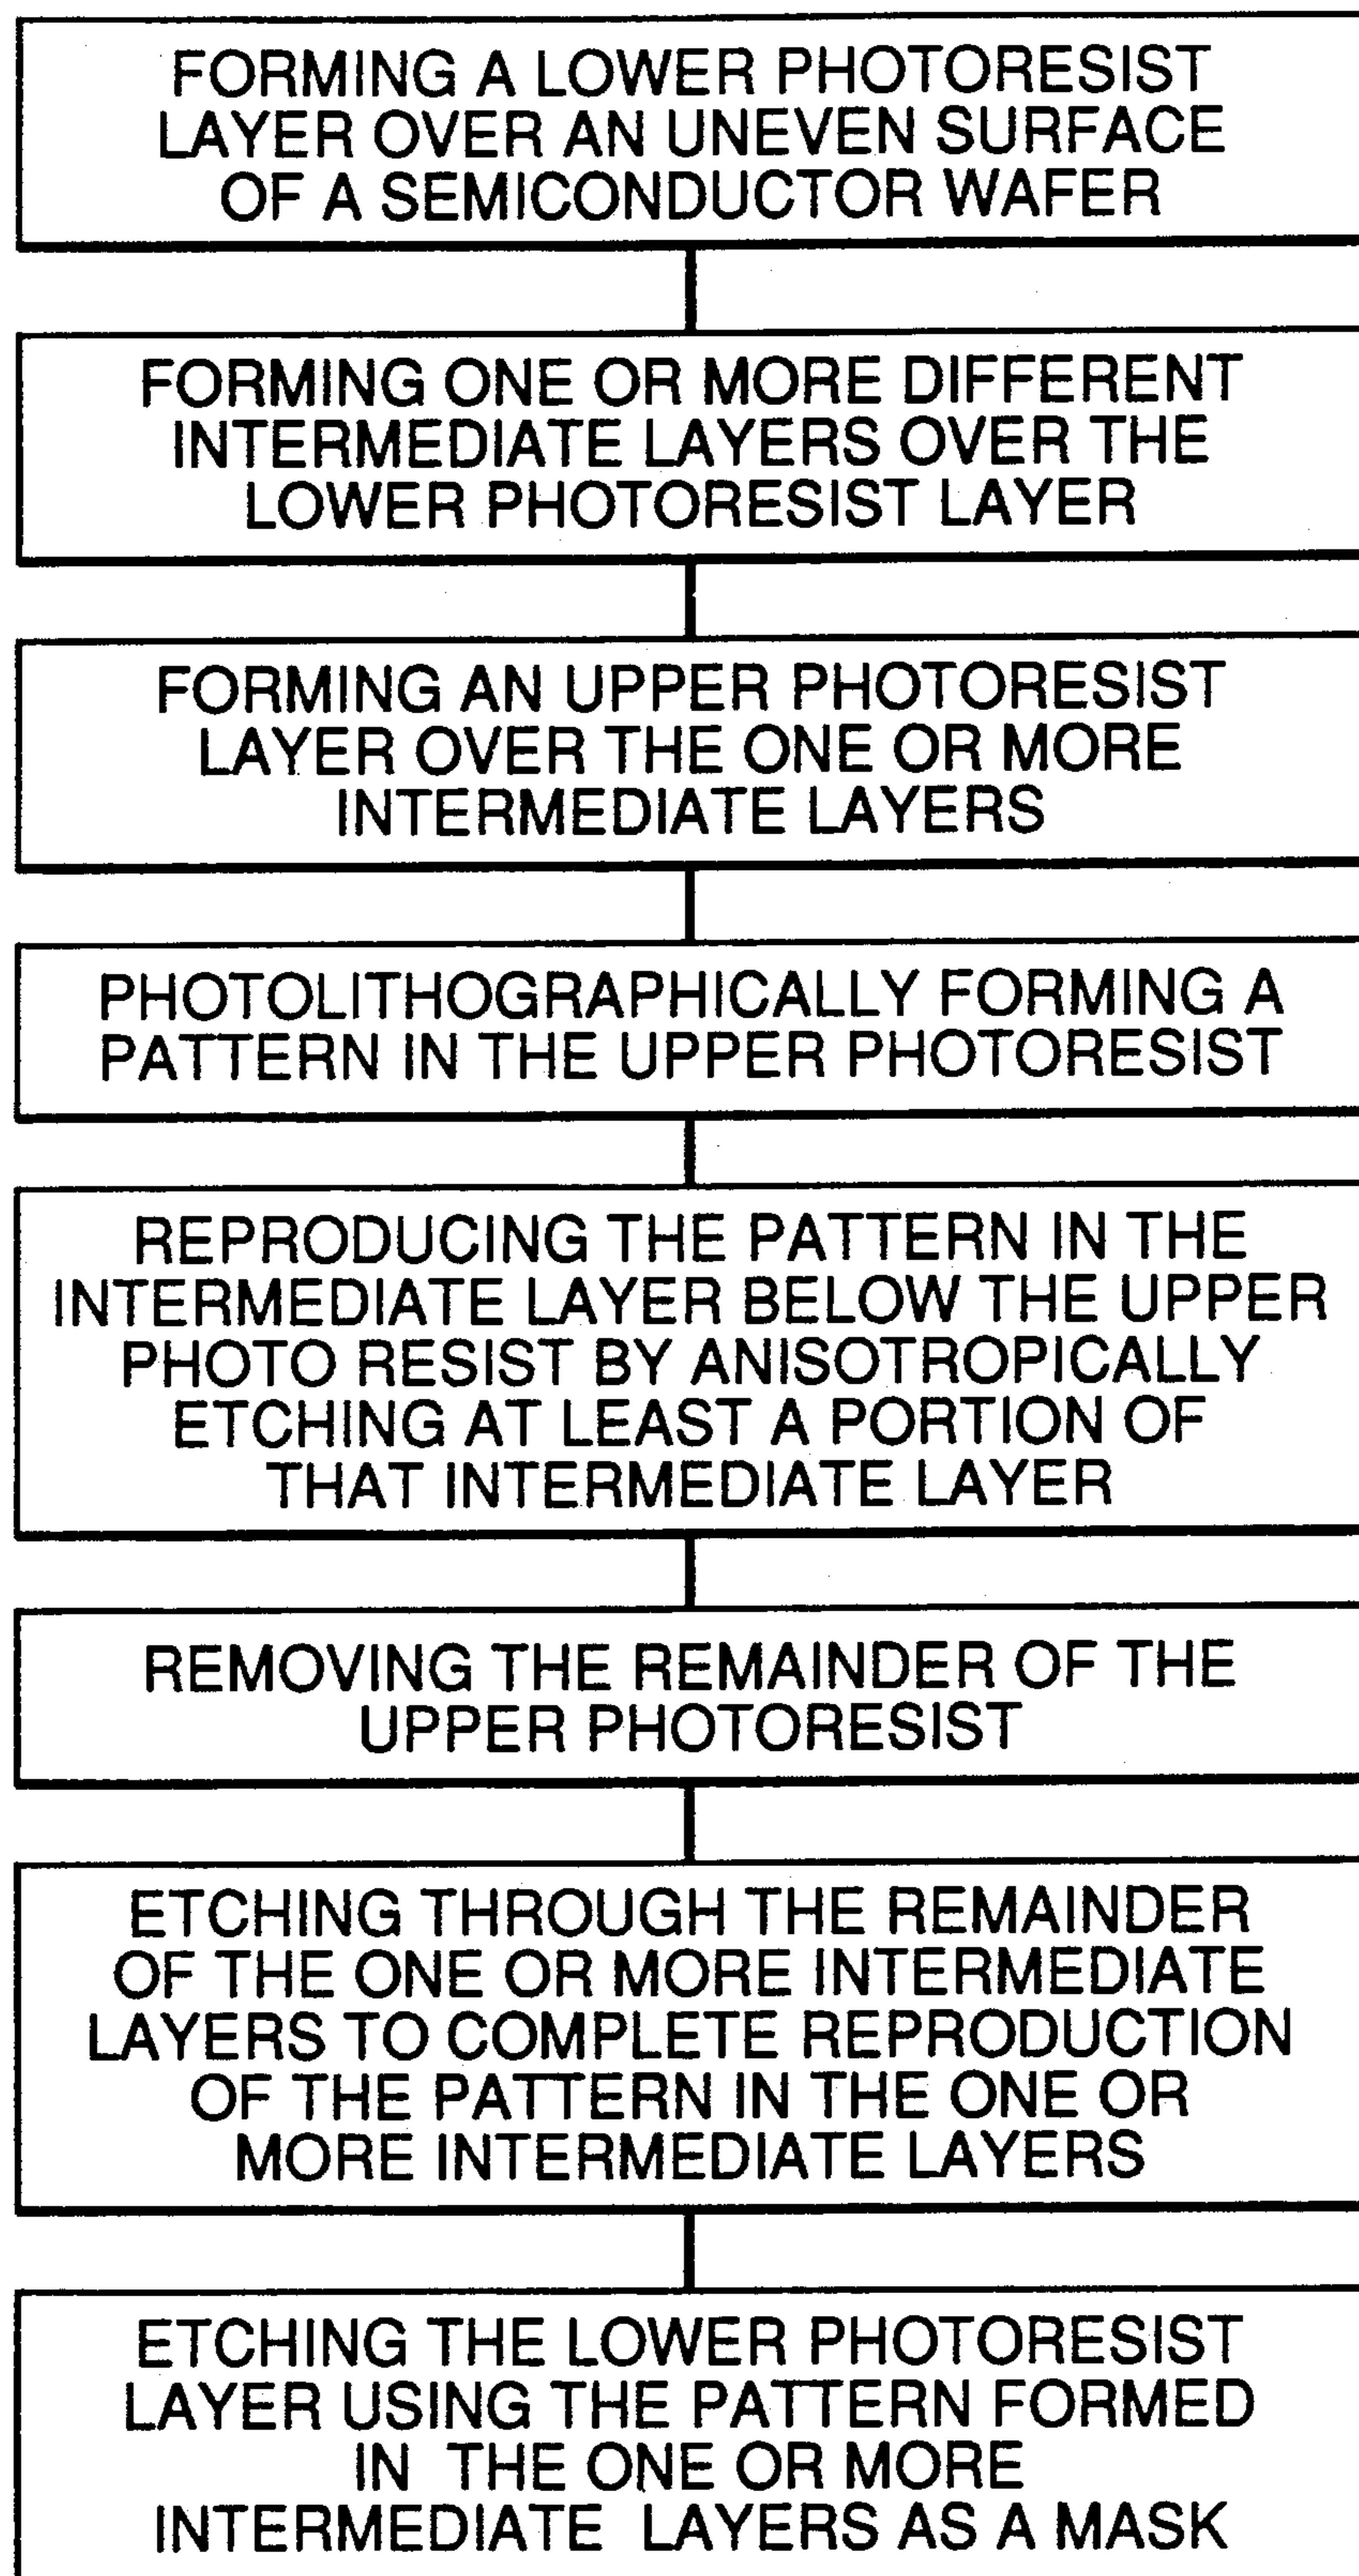 FORMING A LOWER PHOTORESIST
LAYER OVER AN UNEVEN SURFACE
OF A SEMICONDUCTOR WAFER
FORMING ONE OR MORE DIFFERENT
INTERMEDIATE LAYERS OVER THE
LOWER PHOTORESIST LAYER
FORMING AN UPPER PHOTORESIST
LAYER OVER THE ONE OR MORE
INTERMEDIATE LAYERS
PHOTOLITHOGRAPHICALLY FORMING A
PATTERN IN THE UPPER PHOTORESIST
REPRODUCING THE PATTERN IN THE
INTERMEDIATE LAYER BELOW THE UPPER
PHOTO RESIST BY ANISOTROPICALLY
ETCHING AT LEAST A PORTION OF
THAT INTERMEDIATE LAYER
REMOVING THE REMAINDER OF THE
UPPER PHOTORESIST
ETCHING THROUGH THE REMAINDER
OF THE ONE OR MORE INTERMEDIATE
LAYERS TO COMPLETE REPRODUCTION
OF THE PATTERN IN THE ONE OR
MORE INTERMEDIATE LAYERS
ETCHING THE LOWER PHOTORESIST
LAYER USING THE PATTERN FORMED
IN THE ONE OR MORE
INTERMEDIATE LAYERS AS A MASK